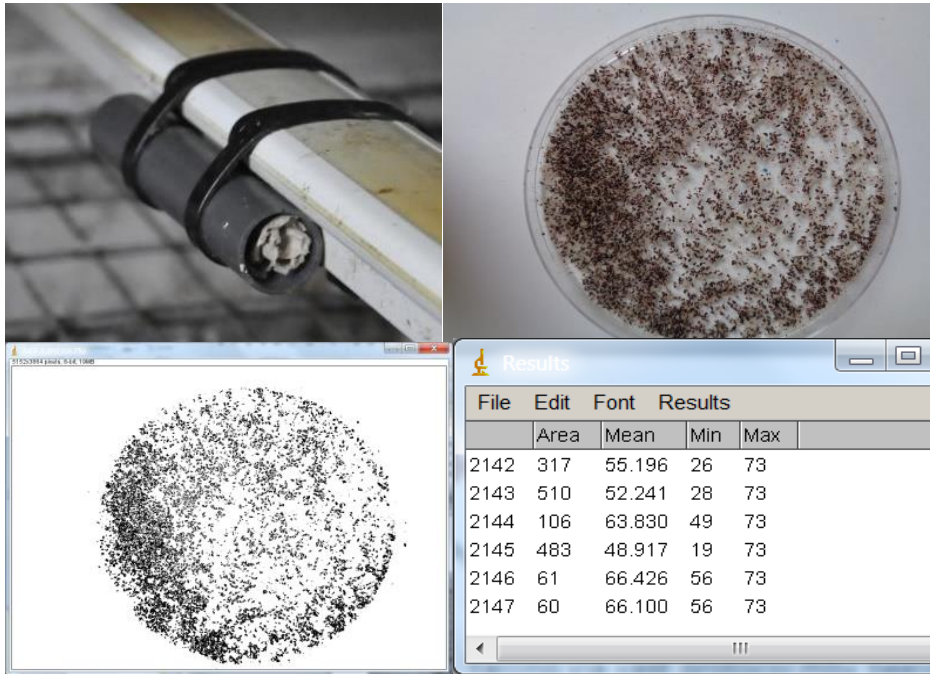 Results
File Edit Font Results
Area Mean Min Max
2142 317 55.196 26 73
2143 510 52.241 28 73
2144 106 63.830 49 73
2145 483 48.917 19 73
2146 61 66.426 56 73
2147 60 66.100 56 73